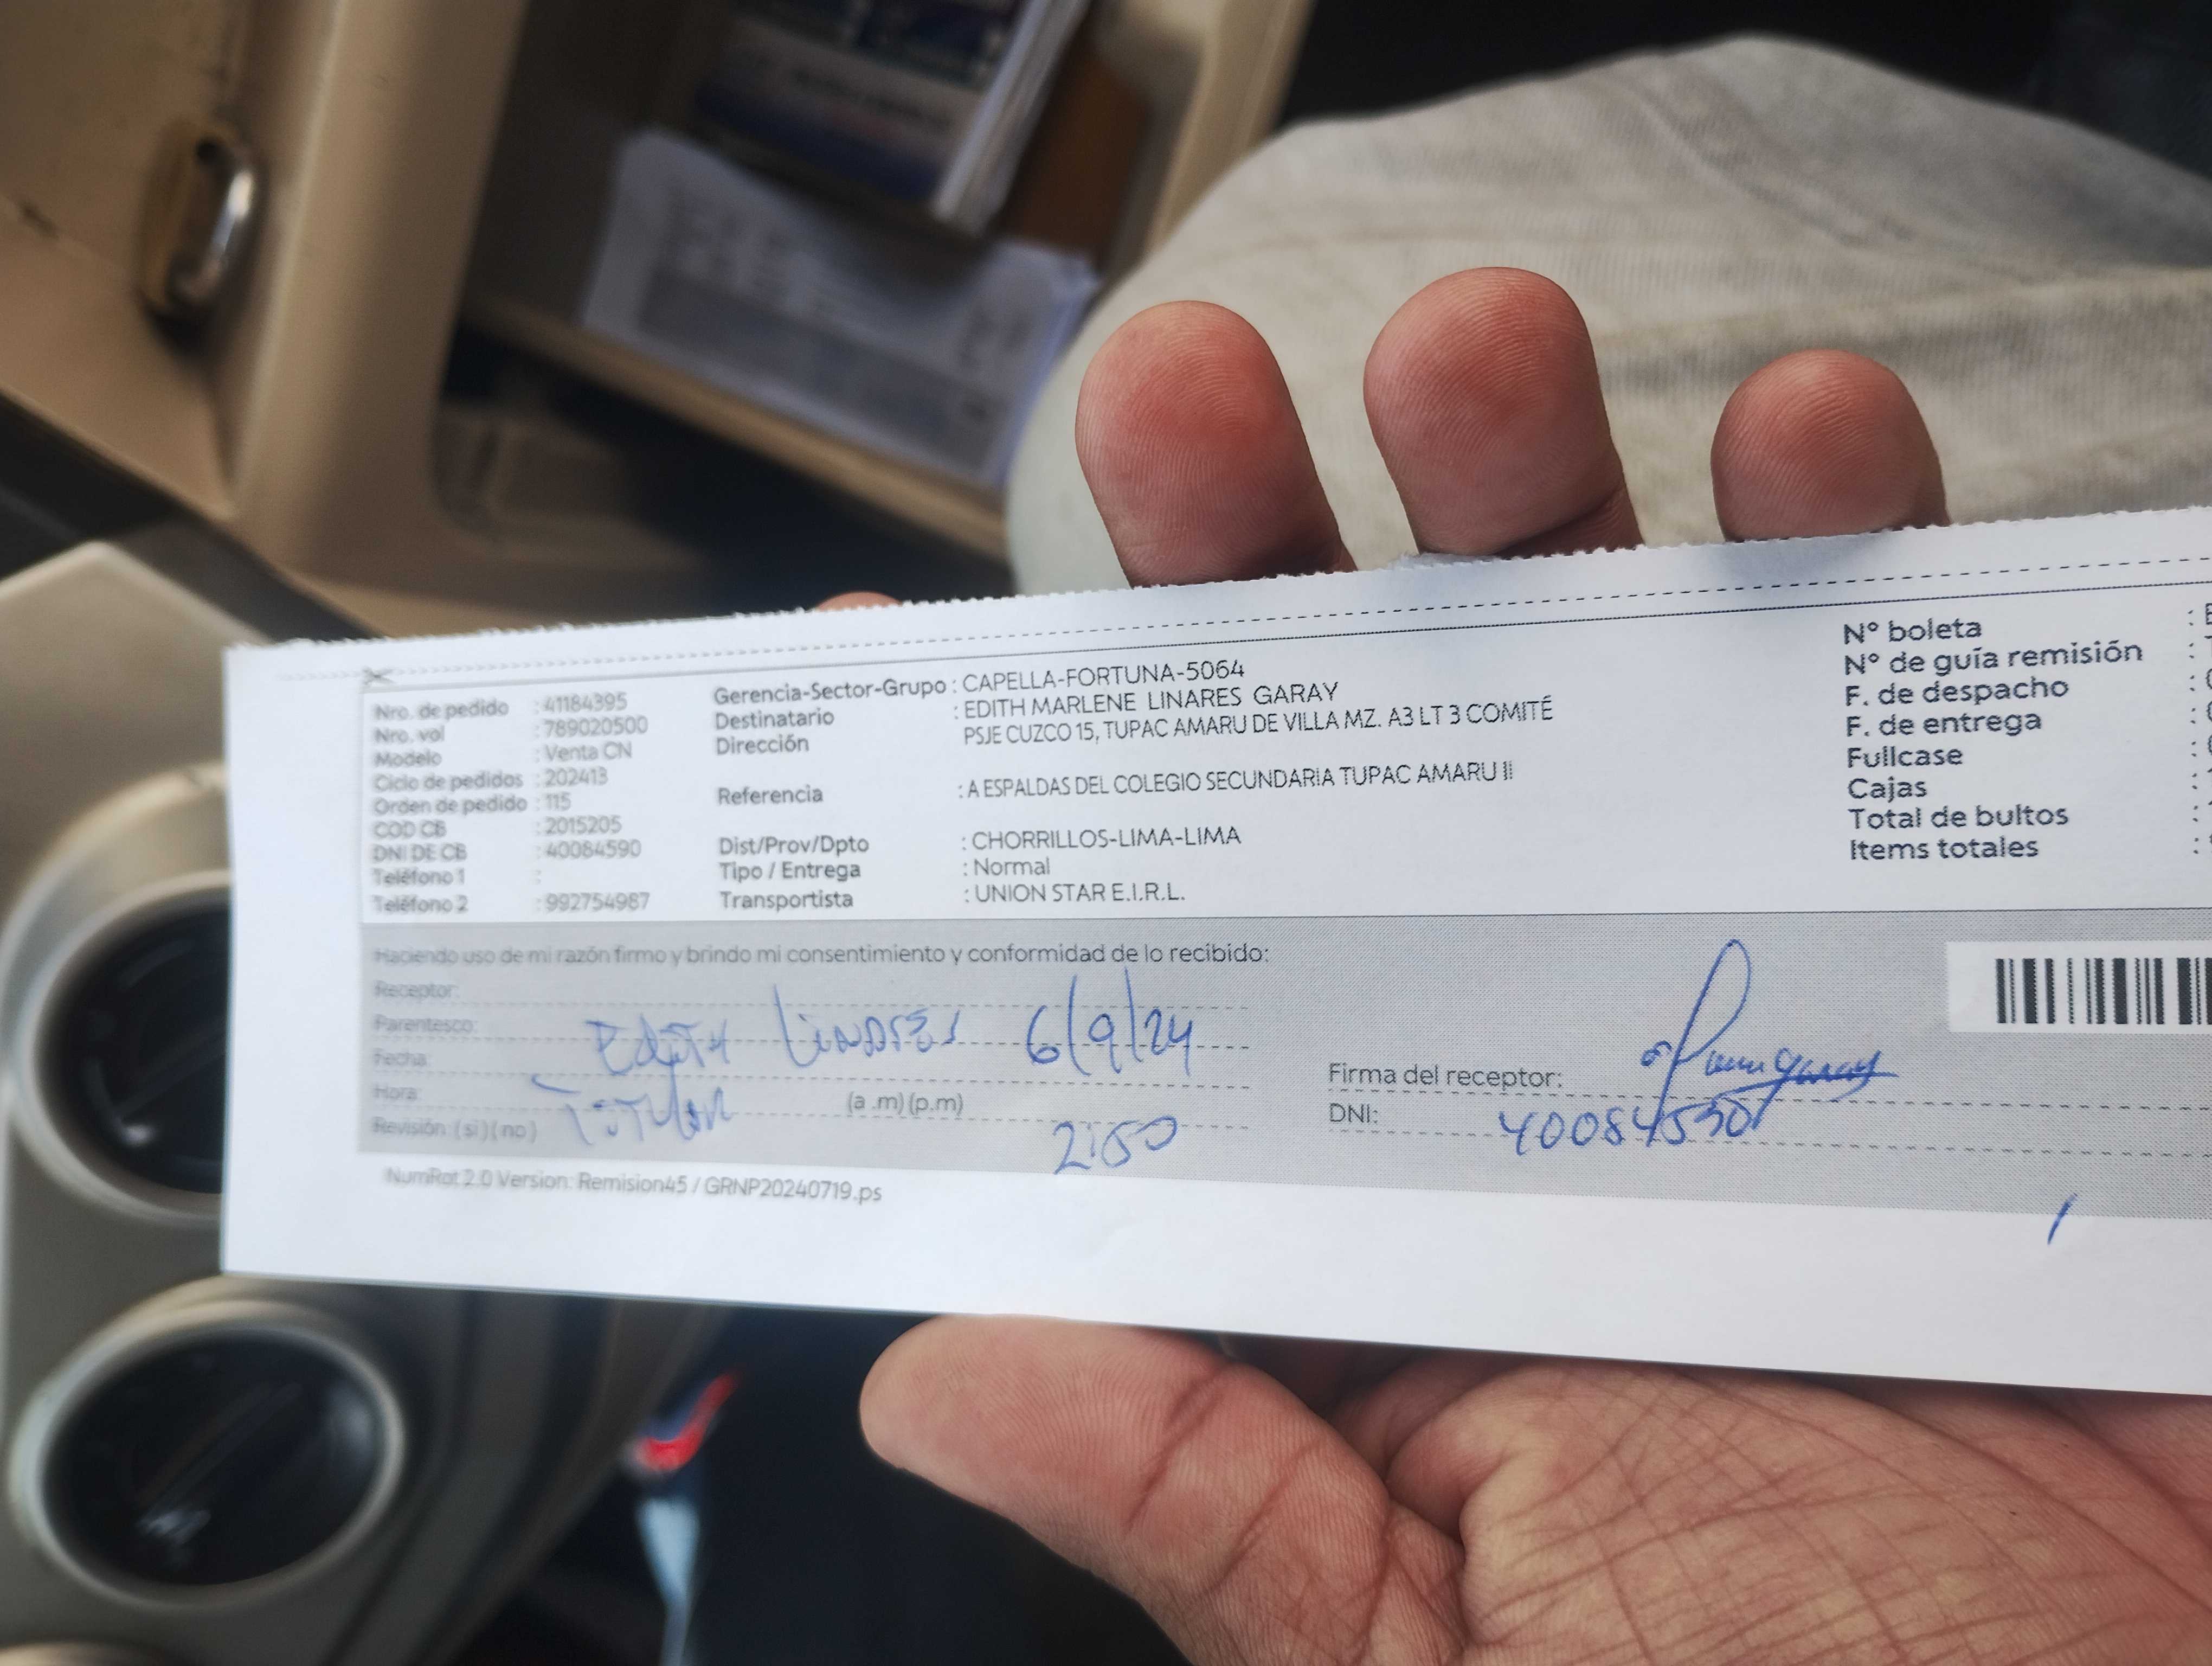 Nro. de pedido : 41184395
Nro. vol : 789020500
Modelo : Venta CN
Ciclo de pedidos : 202413
Orden de pedido : 115
COD CB : 2015205
DNI DE CB : 40084590
Teléfono 1 :
Teléfono 2 : 992754987
Gerencia-Sector-Grupo : CAPELLA-FORTUNA-5064
Destinatario : EDITH MARLENE LINARES GARAY
Dirección PSJE CUZCO 15, TUPAC AMARU DE VILLA MZ. A3 LT 3 COMITÉ
Referencia : A ESPALDAS DEL COLEGIO SECUNDARIA TUPAC AMARU II
Dist/Prov/Dpto : CHORRILLOS-LIMA-LIMA
Tipo / Entrega : Normal
Transportista : UNION STAR E.I.R.L.
N° boleta :
N° de guía remisión :
F. de despacho :
F. de entrega :
Fullcase :
Cajas :
Total de bultos :
Items totales :
Haciendo uso de mi razón firmo y brindo mi consentimiento y conformidad de lo recibido:
Receptor:
Parentesco: Edith Linares 6/9/24
Fecha:
Hora: (a .m) (p.m)
Revisión: (si) (no) Titular 2:50
Firma del receptor:
DNI: 40084590
NumRot 2.0 Version: Remision45 / GRNP20240719.ps